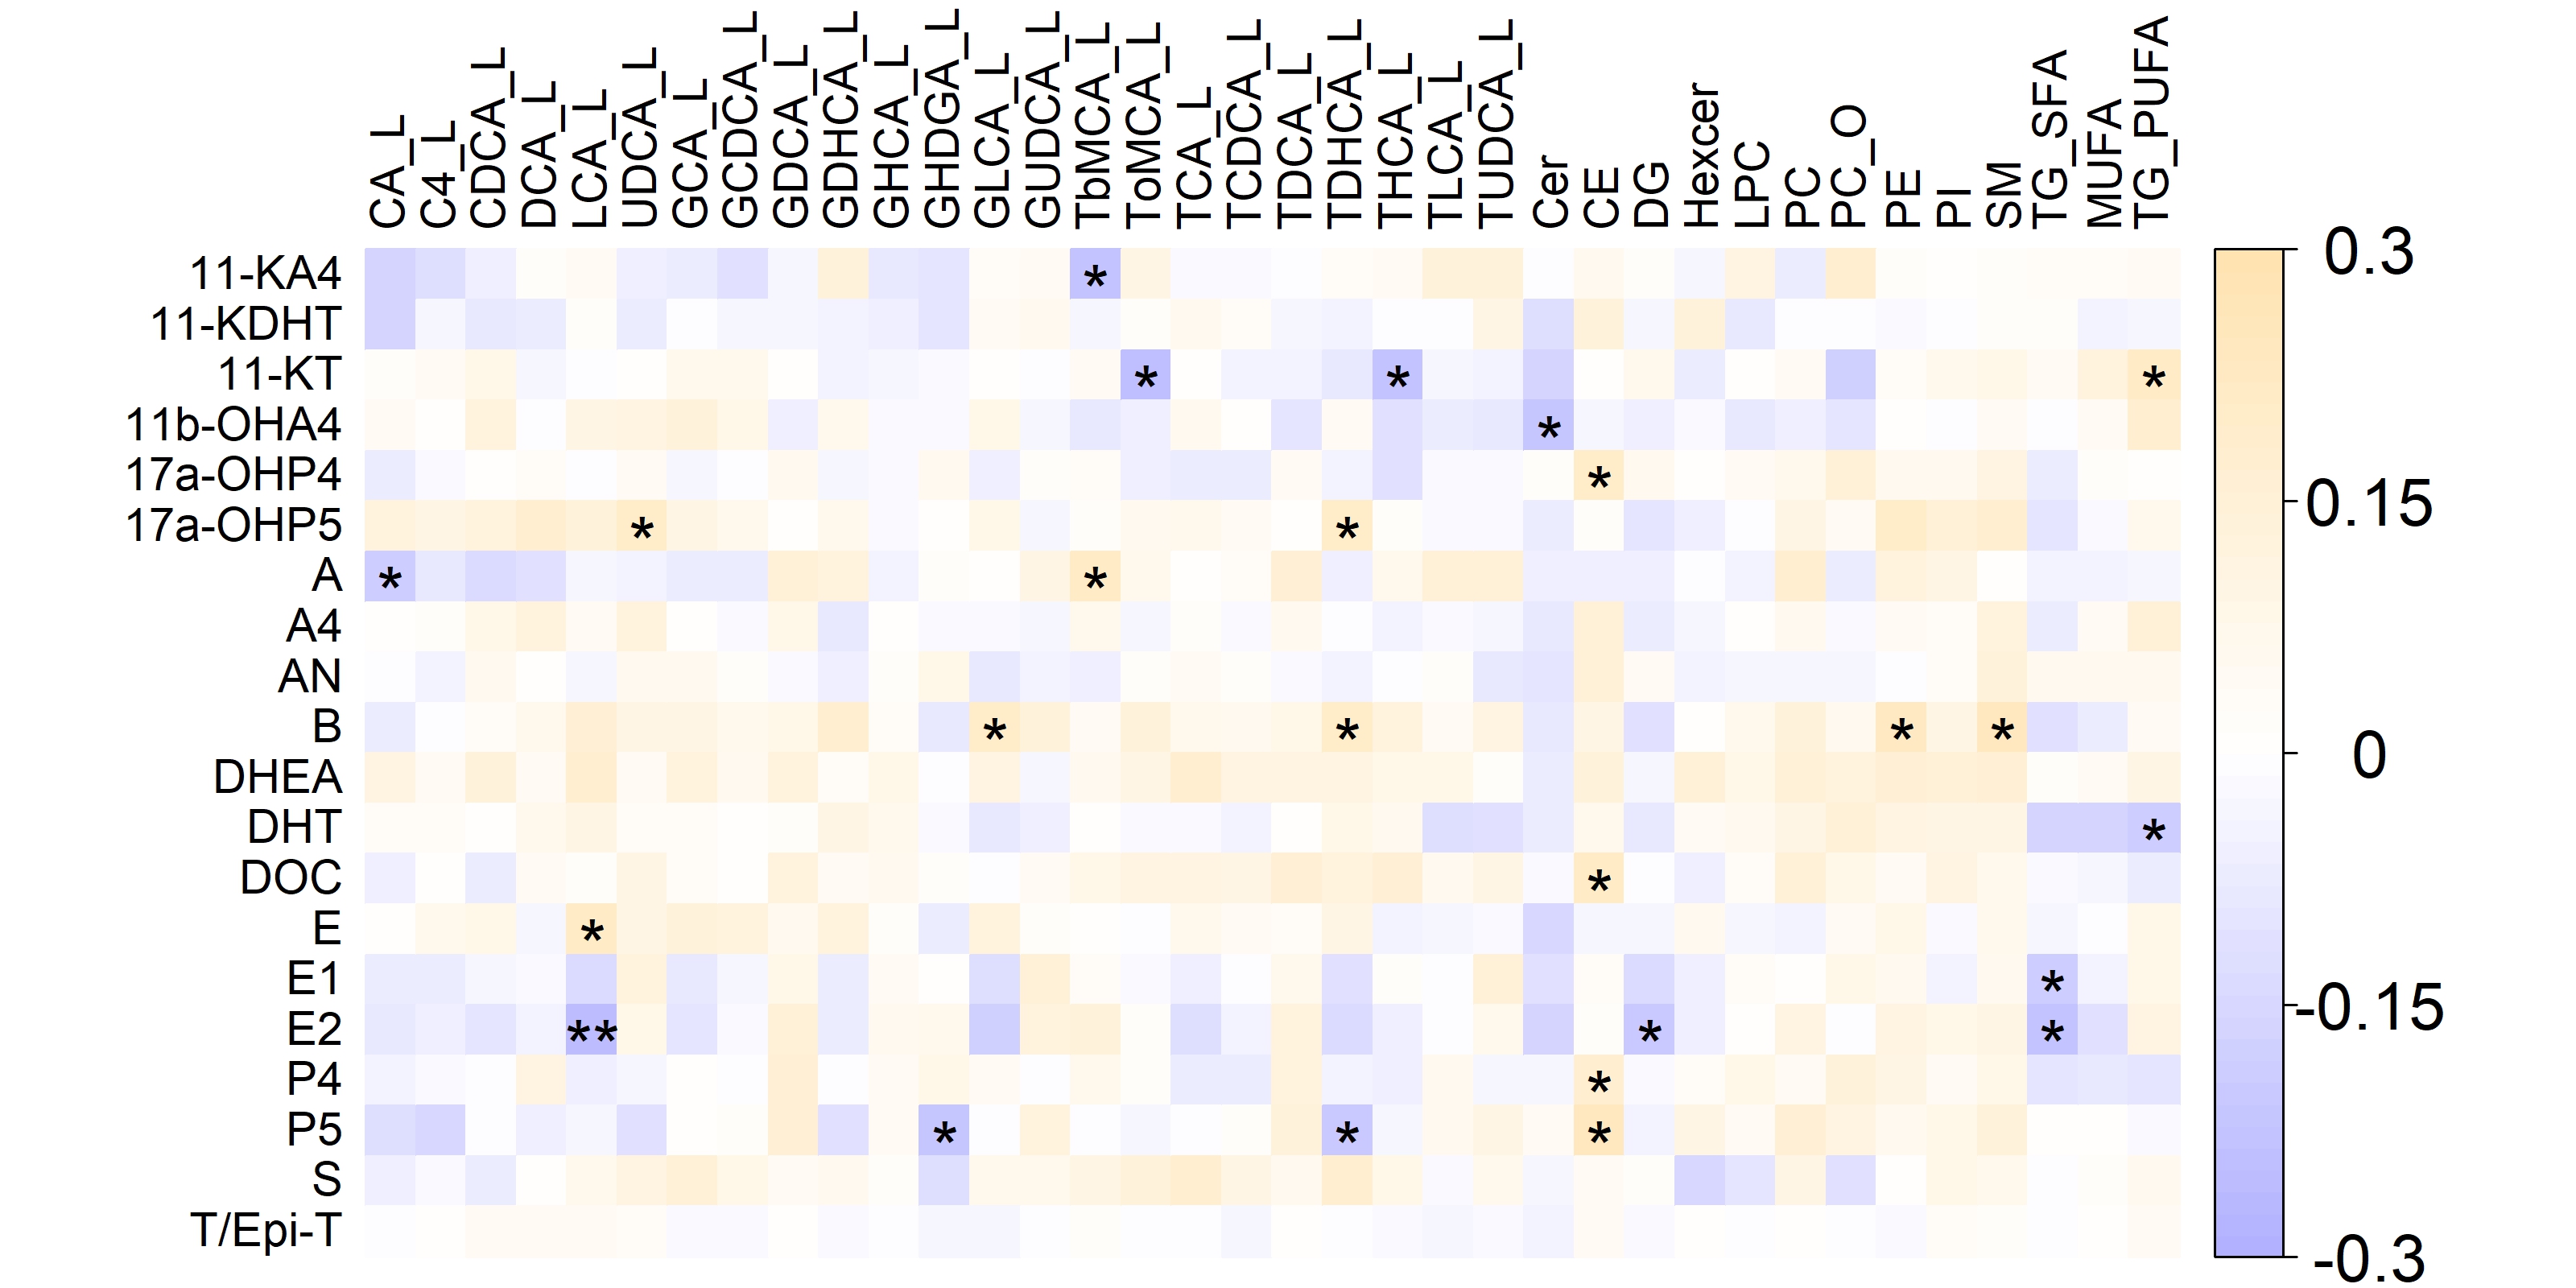 CA_L
C4_L
CDCA_L
DCA_L
LCA_L
UDCA_L
GCA_L
GCDCA_L
GDCA_L
GDHCA_L
GHCA_L
GHDGA_L
GLCA_L
GUDCA_L
TbMCA_L
ToMCA_L
TCA_L
TCDCA_L
TDCA_L
TDHCA_L
THCA_L
TLCA_L
TUDCA_L
Cer
CE
DG
Hexcer
LPC
PC
PC_O
PE
PI
SM
TG_SFA
MUFA
TG_PUFA
11-KA4 *
11-KDHT
11-KT * * *
11b-OHA4 *
17a-OHP4 *
17a-OHP5 * *
A * *
A4
AN
B * * * *
DHEA
DHT *
DOC *
E *
E1 *
E2 ** * *
P4 *
P5 * * *
S
T/Epi-T
0.3
0.15
0
-0.15
-0.3